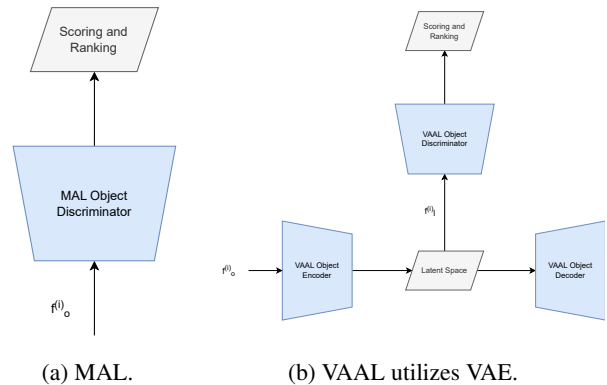 Scoring and
Ranking
MAL Object
Discriminator
f⁽ⁱ⁾ₒ
(a) MAL.
Scoring and
Ranking
VAAL Object
Discriminator
f⁽ⁱ⁾ₗ
f⁽ⁱ⁾ₒ
VAAL Object
Encoder
Latent Space
VAAL Object
Decoder
(b) VAAL utilizes VAE.